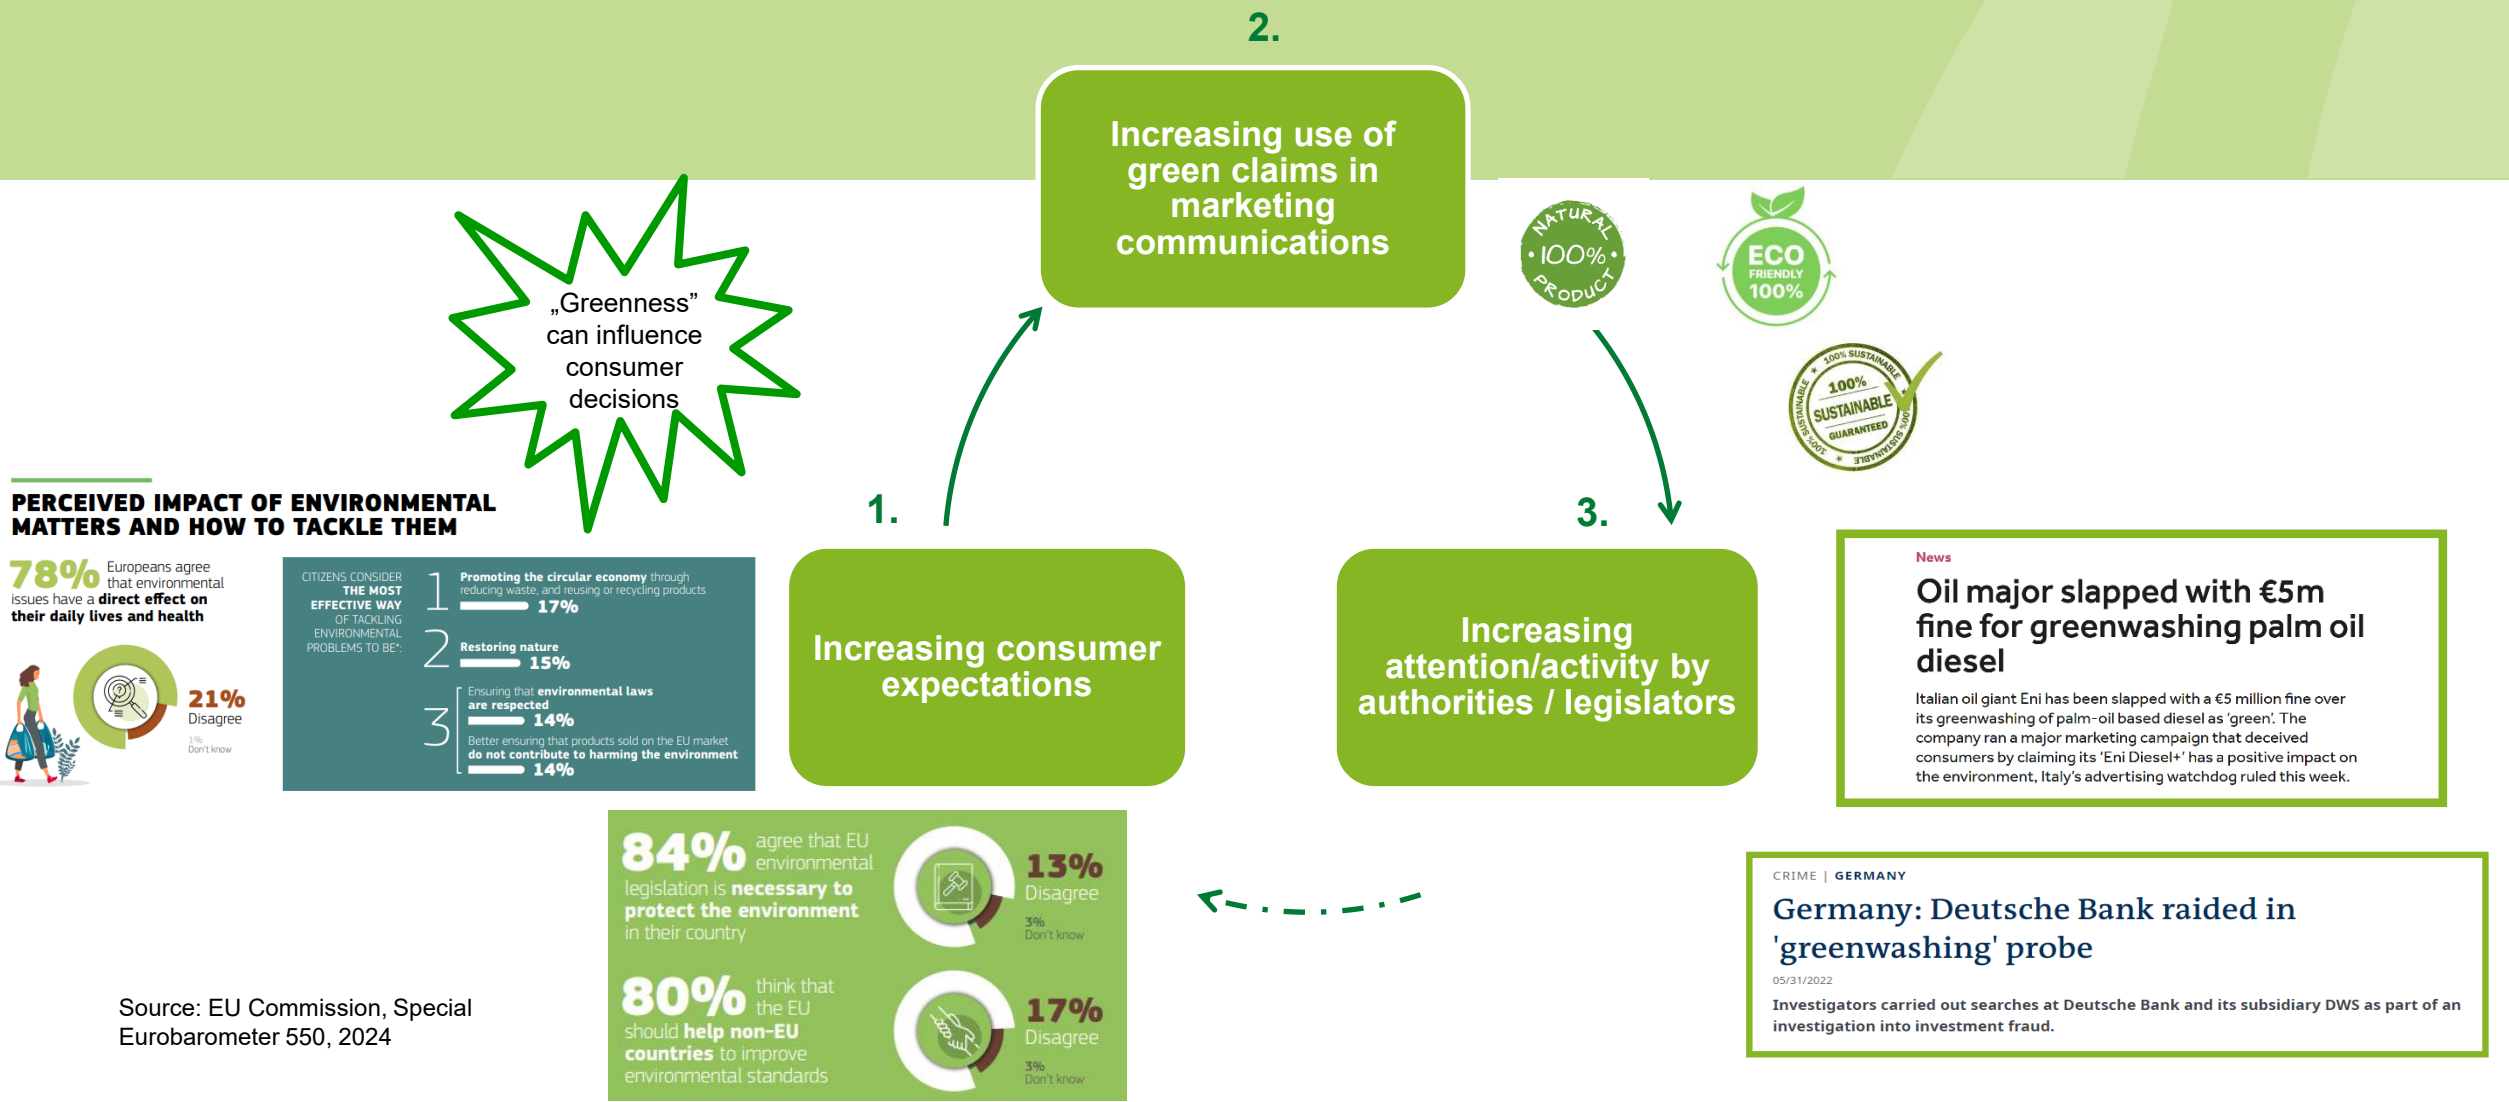 2.
Increasing use of
green claims in
marketing
communications
„Greenness”
can influence
consumer
decisions
NATURAL
100%
PRODUCT
ECO
FRIENDLY
100%
100% SUSTAINABLE
100% SUSTAINABLE
100% SUSTAINABLE
100%
SUSTAINABLE
GUARANTEED
PERCEIVED IMPACT OF ENVIRONMENTAL
MATTERS AND HOW TO TACKLE THEM
78% Europeans agree
that environmental
issues have a direct effect on
their daily lives and health
21%
Disagree
1%
Don't know
CITIZENS CONSIDER
THE MOST
EFFECTIVE WAY
OF TACKLING
ENVIRONMENTAL
PROBLEMS TO BE*:
1 Promoting the circular economy through
reducing waste, and reusing or recycling products
17%
2 Restoring nature
15%
3 Ensuring that environmental laws
are respected
14%
Better ensuring that products sold on the EU market
do not contribute to harming the environment
14%
1.
Increasing consumer
expectations
3.
Increasing
attention/activity by
authorities / legislators
News
Oil major slapped with €5m
fine for greenwashing palm oil
diesel
Italian oil giant Eni has been slapped with a €5 million fine over
its greenwashing of palm-oil based diesel as 'green'. The
company ran a major marketing campaign that deceived
consumers by claiming its 'Eni Diesel+' has a positive impact on
the environment, Italy's advertising watchdog ruled this week.
84% agree that EU
environmental
legislation is necessary to
protect the environment
in their country
13%
Disagree
3%
Don't know
80% think that
the EU
should help non-EU
countries to improve
environmental standards
17%
Disagree
3%
Don't know
CRIME | GERMANY
Germany: Deutsche Bank raided in
'greenwashing' probe
05/31/2022
Investigators carried out searches at Deutsche Bank and its subsidiary DWS as part of an
investigation into investment fraud.
Source: EU Commission, Special
Eurobarometer 550, 2024